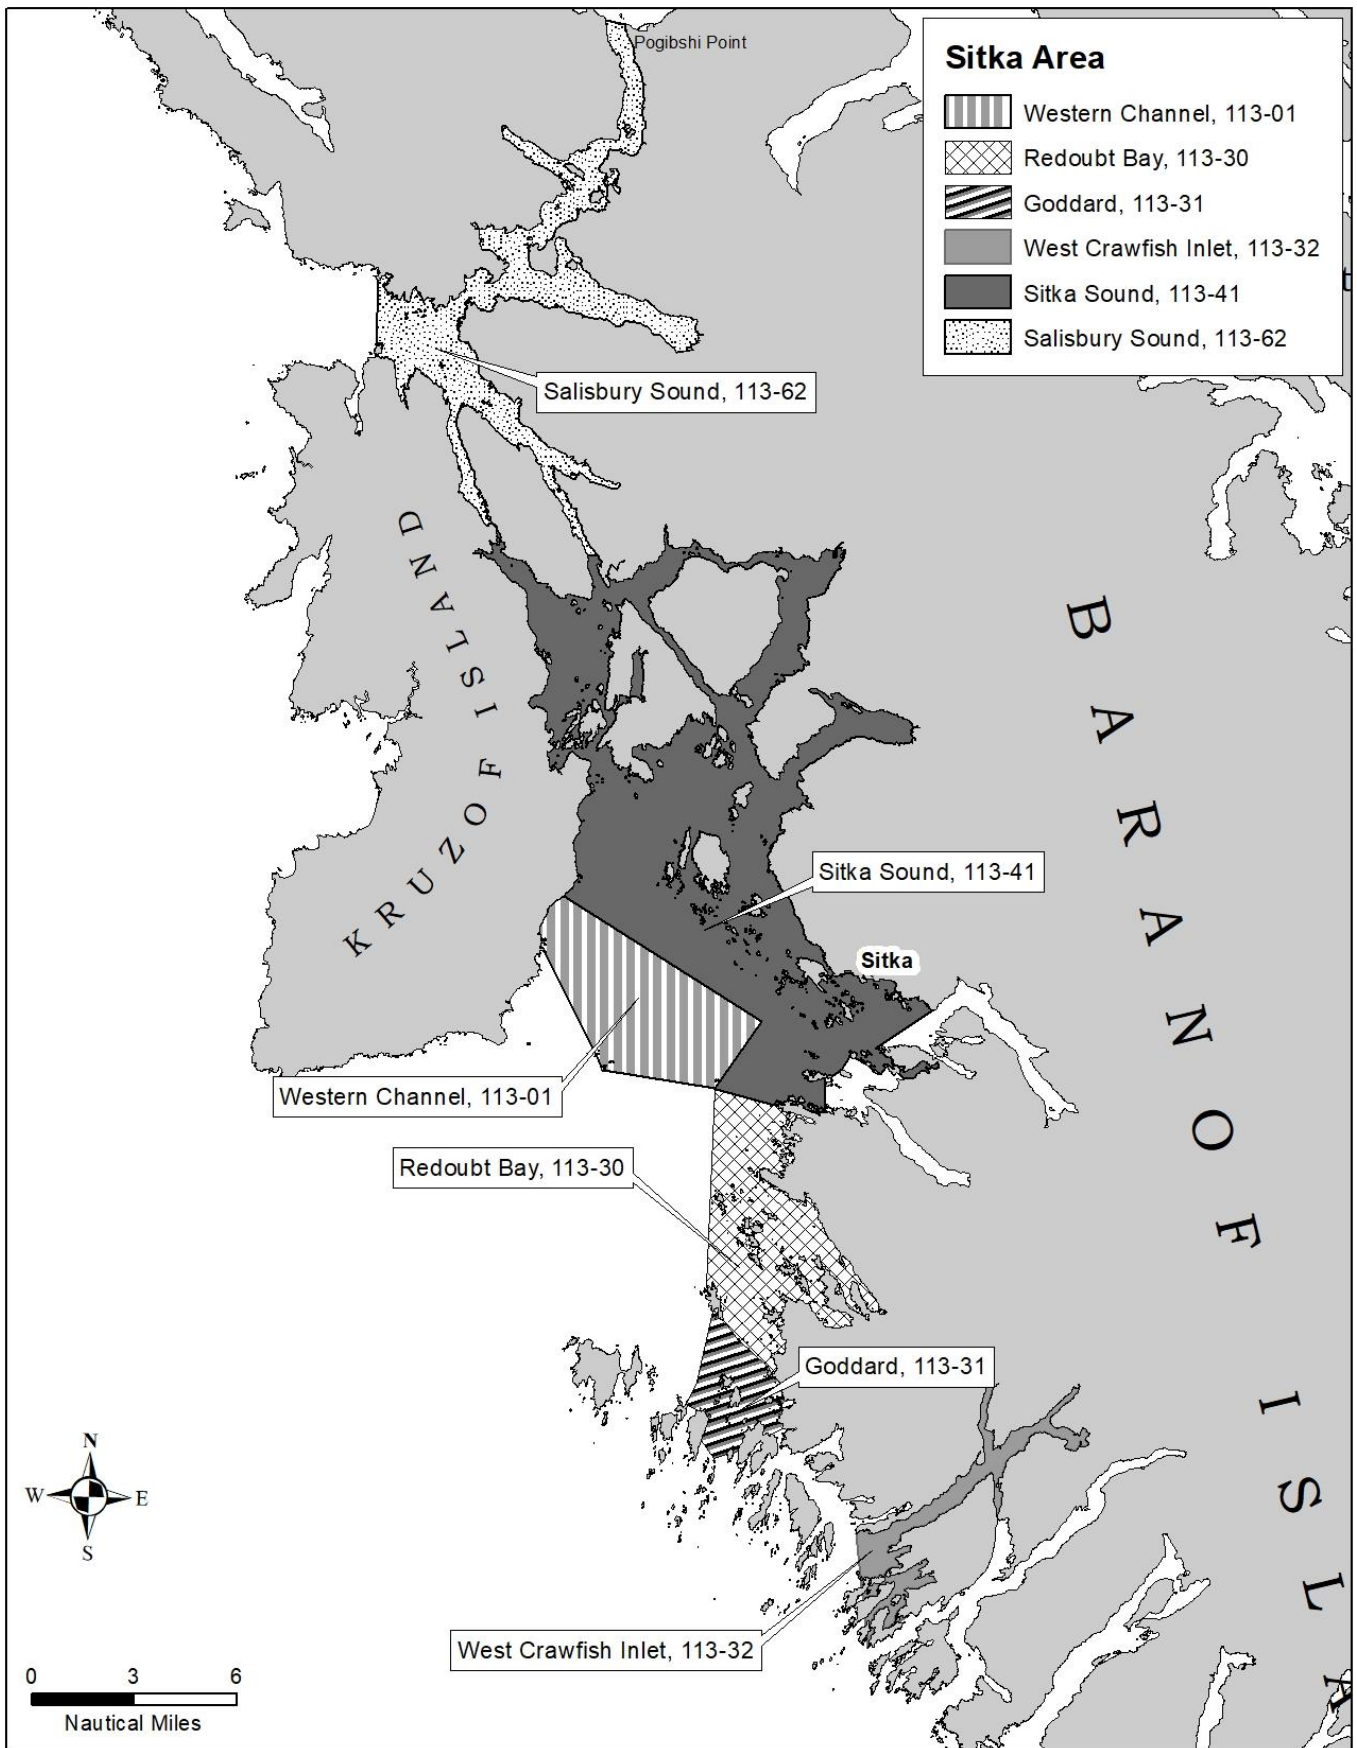 Pogibshi Point
Sitka Area
Western Channel, 113-01
Redoubt Bay, 113-30
Goddard, 113-31
West Crawfish Inlet, 113-32
Sitka Sound, 113-41
Salisbury Sound, 113-62
t
Salisbury Sound, 113-62
KRUZOF ISLAND
BARANOF ISLA
Sitka Sound, 113-41
Sitka
Western Channel, 113-01
Redoubt Bay, 113-30
Goddard, 113-31
N
W E
S
West Crawfish Inlet, 113-32
0 3 6
Nautical Miles